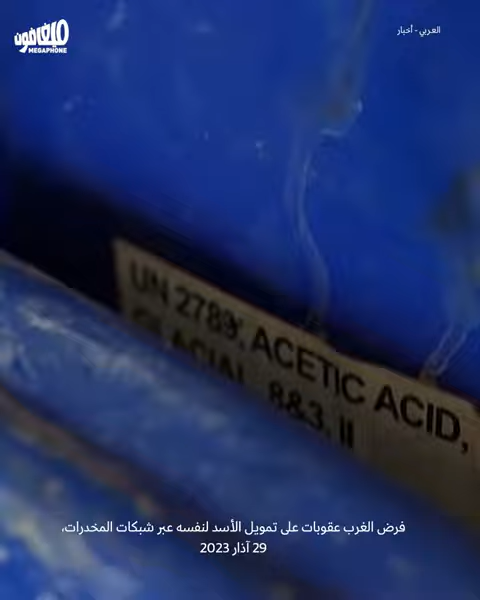 ميغافون
MEGAPHONE
العربي - أخبار
UN 2789, ACETIC ACID,
GLACIAL, 8&3, II
فرض الغرب عقوبات على تمويل الأسد لنفسه عبر شبكات المخدرات،
29 آذار 2023